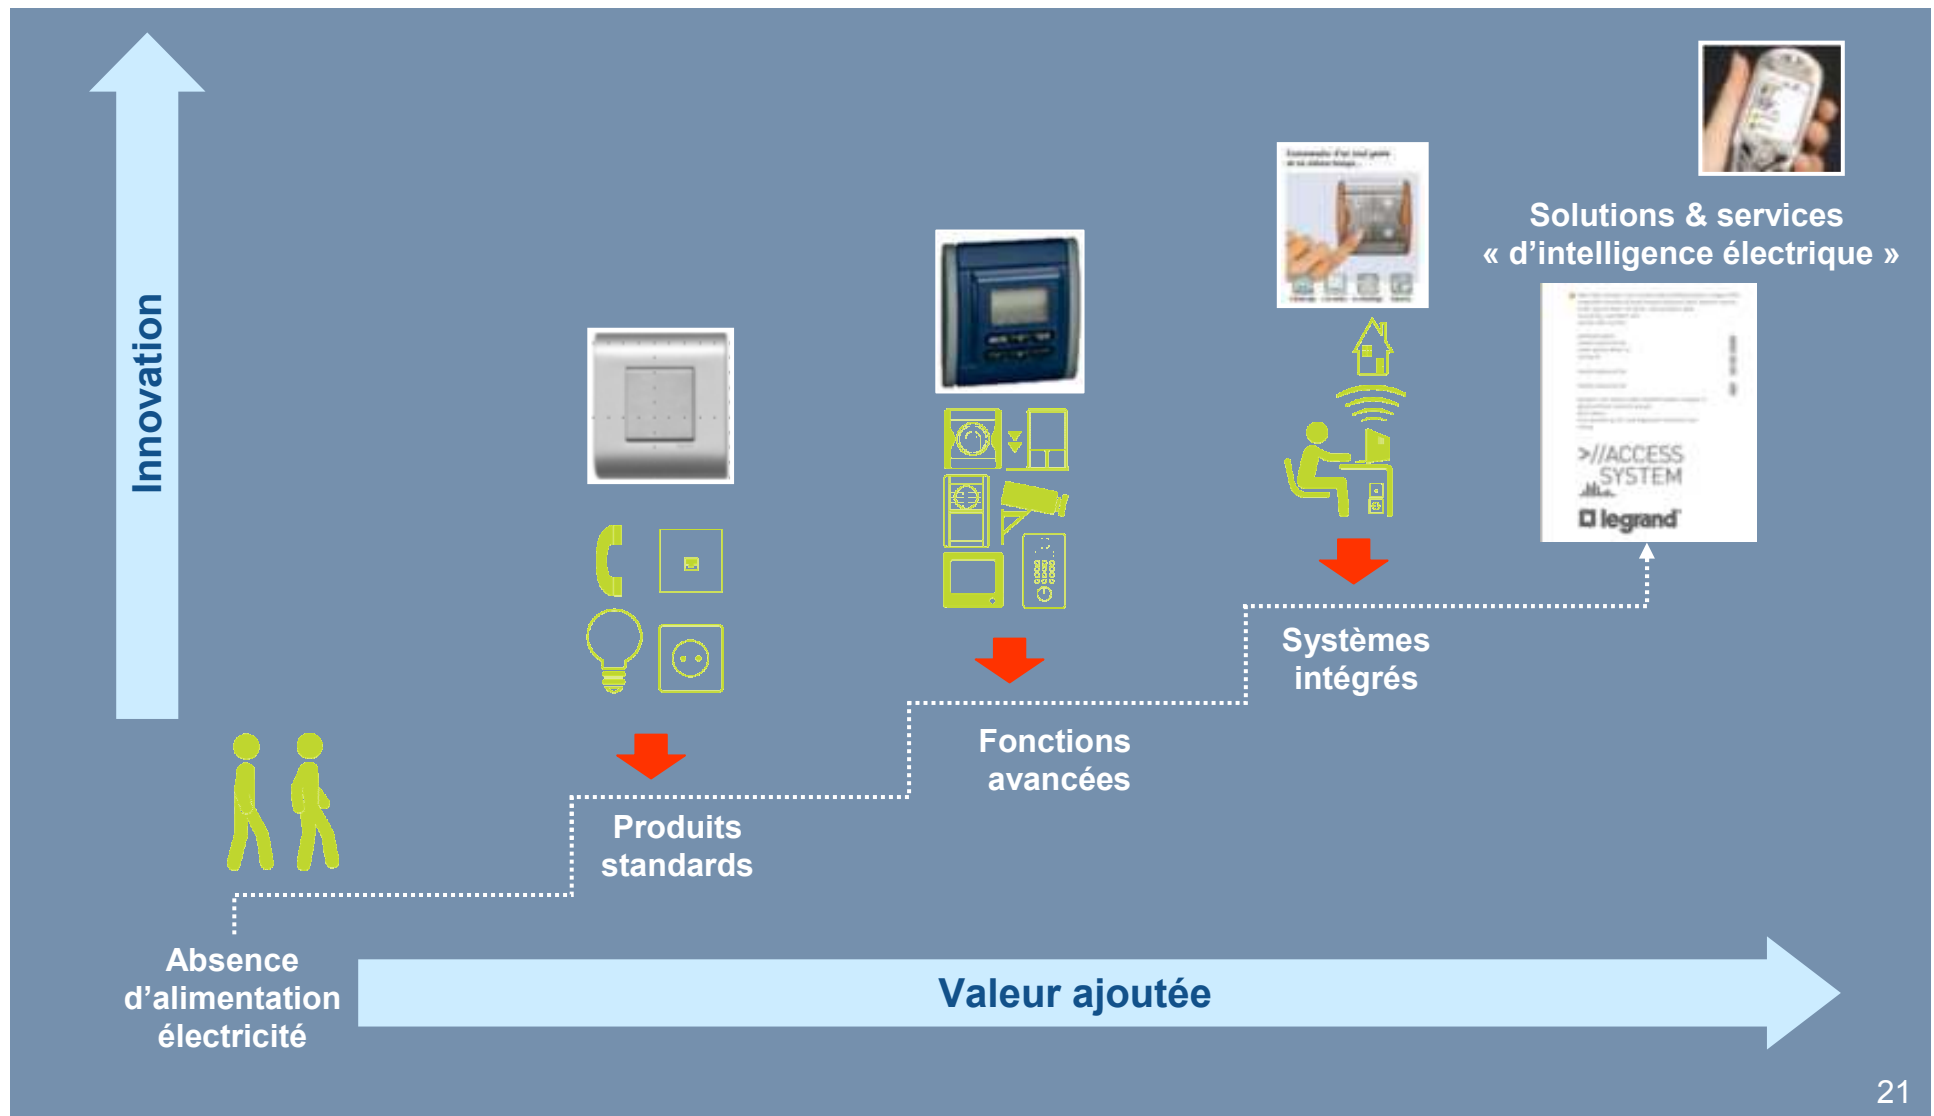 Innovation
Solutions & services
« d’intelligence électrique »
>//ACCESS
SYSTEM
legrand
Systèmes
intégrés
Fonctions
avancées
Produits
standards
Absence
d’alimentation
électricité
Valeur ajoutée
21